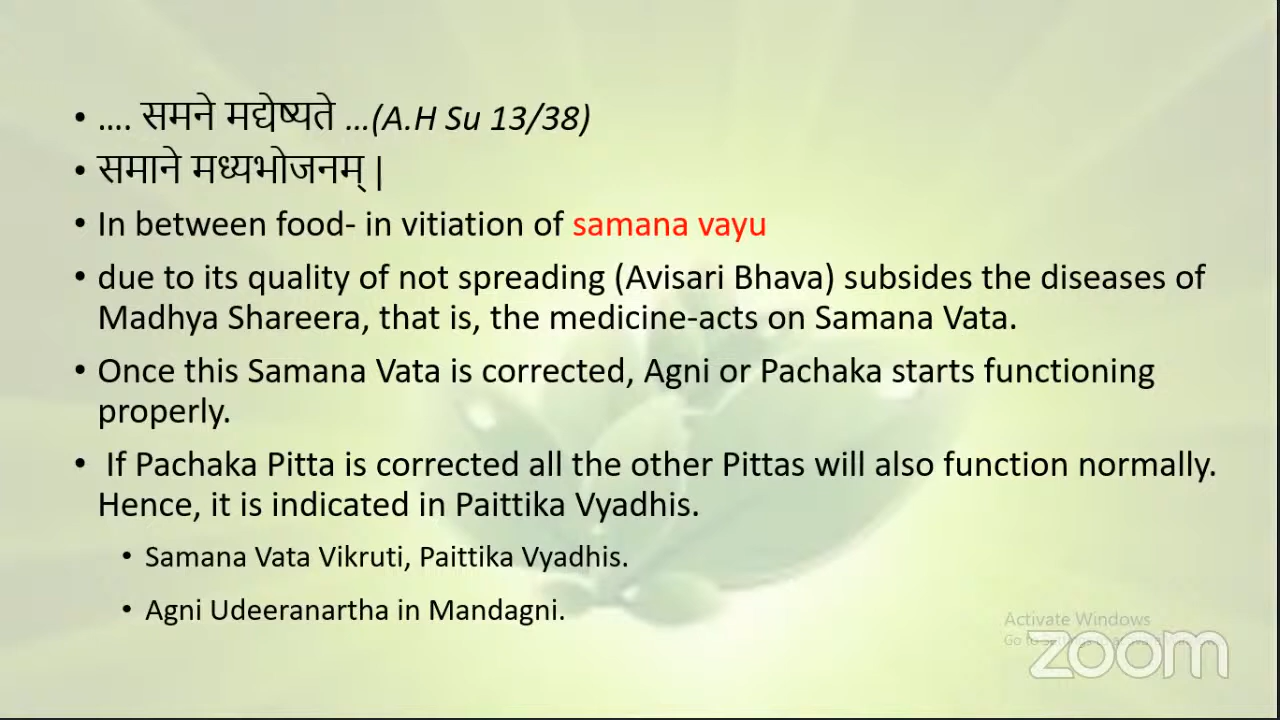 • .... समने मद्येष्यते ...(A.H Su 13/38)
• समाने मध्यभोजनम् |
• In between food- in vitiation of samana vayu
• due to its quality of not spreading (Avisari Bhava) subsides the diseases of
Madhya Shareera, that is, the medicine-acts on Samana Vata.
• Once this Samana Vata is corrected, Agni or Pachaka starts functioning
properly.
• If Pachaka Pitta is corrected all the other Pittas will also function normally.
Hence, it is indicated in Paittika Vyadhis.
• Samana Vata Vikruti, Paittika Vyadhis.
• Agni Udeeranartha in Mandagni.
Activate Windows
Go to
zoom